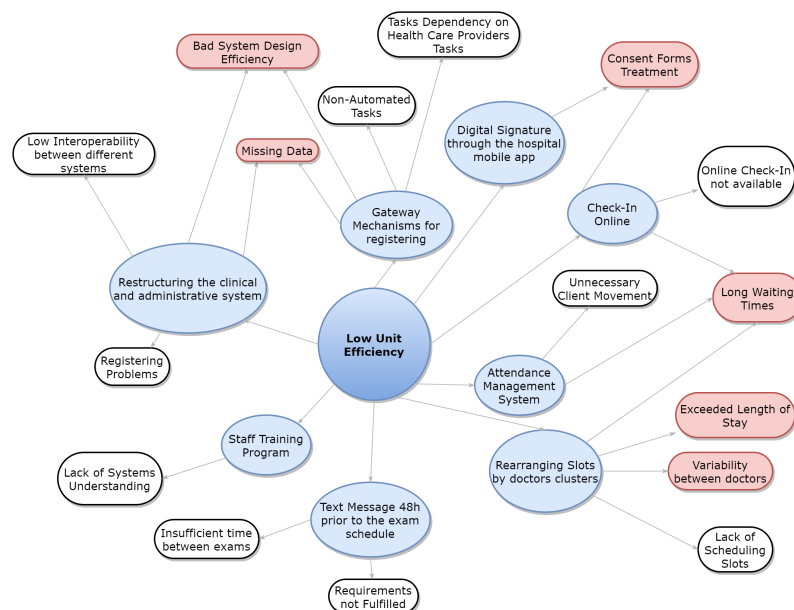 Tasks Dependency on
Health Care Providers
Tasks
Bad System Design
Efficiency
Consent Forms
Treatment
Non-Automated
Tasks
Digital Signature
through the hospital
mobile app
Low Interoperability
between different
systems
Missing Data
Online Check-In
not available
Gateway
Mechanisms for
registering
Check-In
Online
Restructuring the clinical
and administrative system
Unnecessary
Client Movement
Long Waiting
Times
Low Unit
Efficiency
Registering
Problems
Attendance
Management
System
Exceeded Length of
Stay
Staff Training
Program
Rearranging Slots
by doctors clusters
Variability
between doctors
Lack of Systems
Understanding
Text Message 48h
prior to the exam
schedule
Insufficient time
between exams
Lack of
Scheduling
Slots
Requirements
not Fulfilled